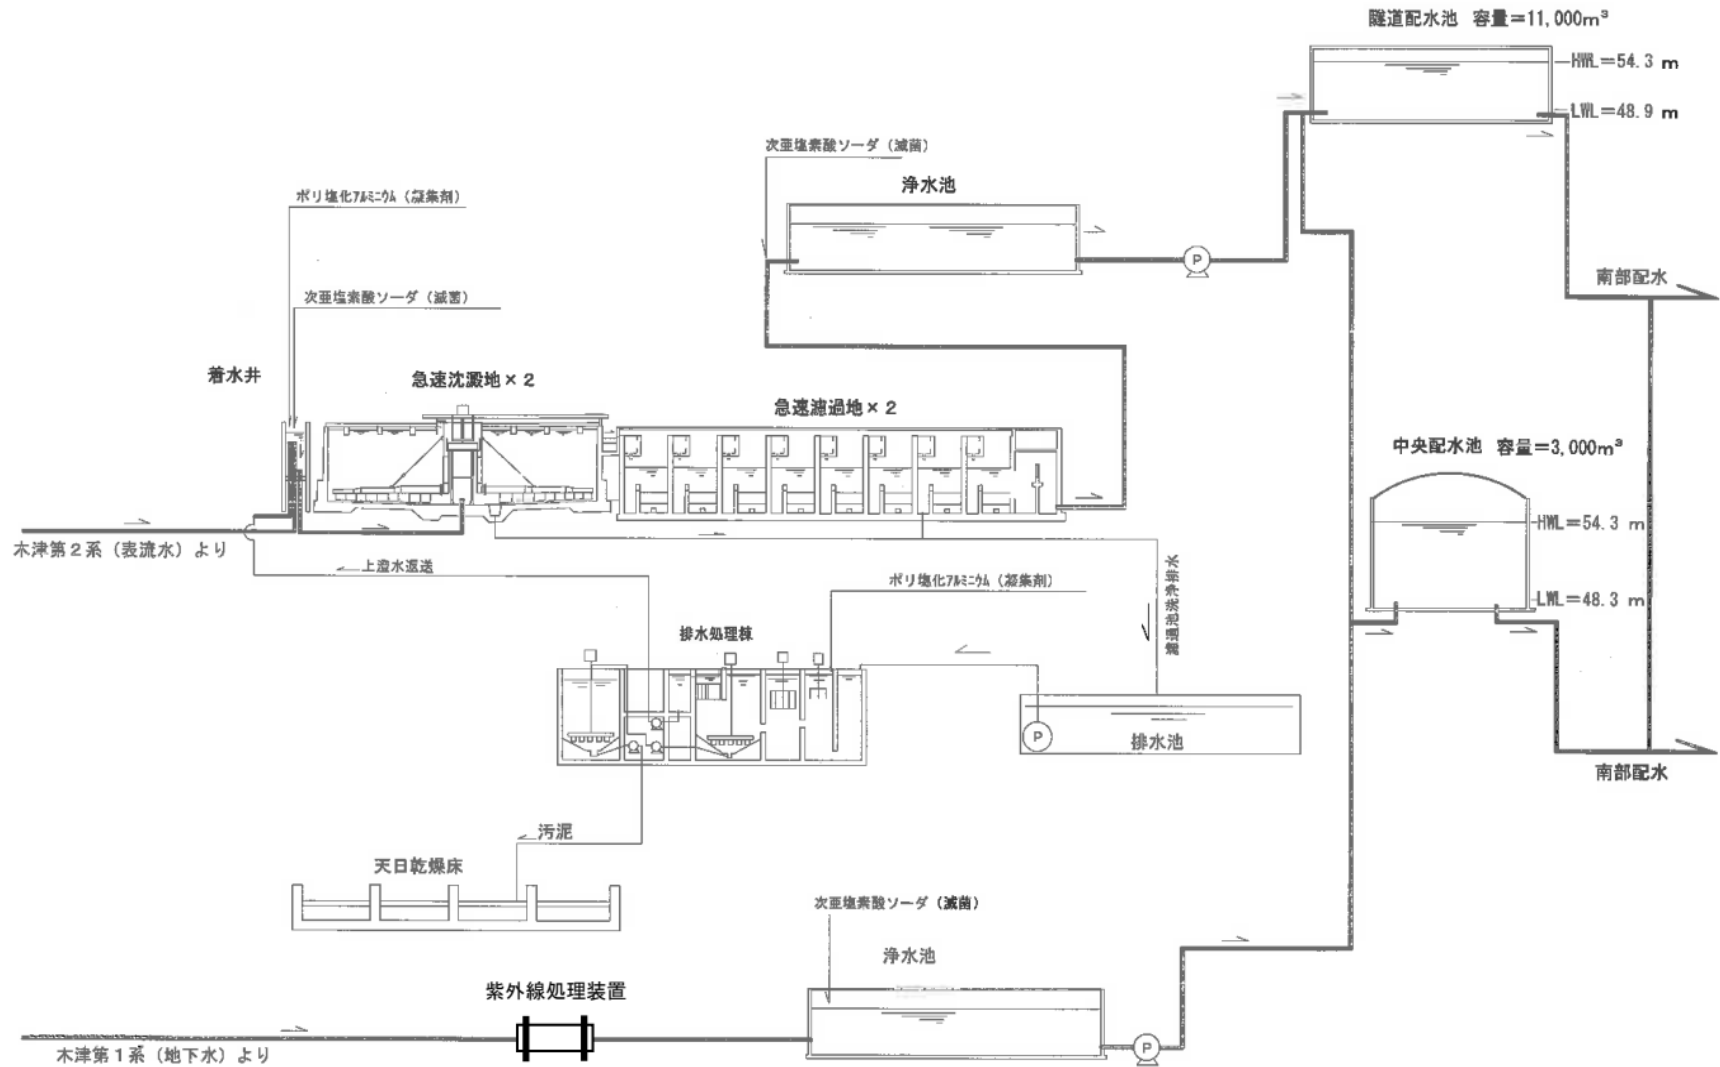 隧道配水池 容量＝11,000m³
HWL＝54.3 m
LWL＝48.9 m
次亜塩素酸ソーダ（滅菌）
浄水池
P
ポリ塩化アルミニウム（凝集剤）
次亜塩素酸ソーダ（滅菌）
南部配水
着水井
急速沈澱地×2
急速濾過地×2
中央配水池 容量＝3,000m³
HWL＝54.3 m
LWL＝48.3 m
木津第2系（表流水）より
上澄水返送
ポリ塩化アルミニウム（凝集剤）
濾過池洗浄排水
排水処理棟
P
排水池
南部配水
汚泥
天日乾燥床
次亜塩素酸ソーダ（滅菌）
浄水池
紫外線処理装置
P
木津第1系（地下水）より